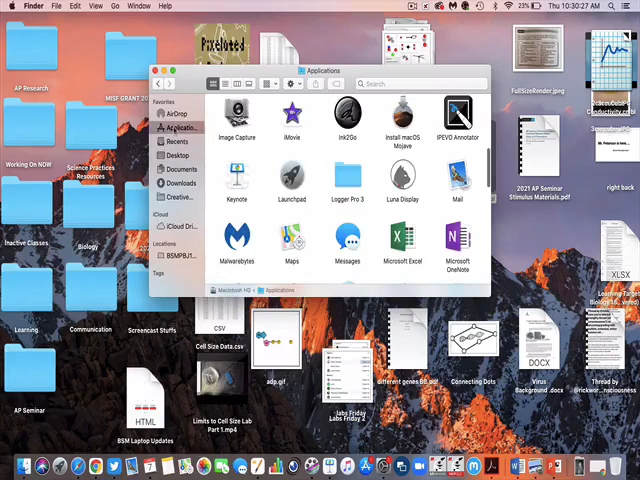 Finder File Edit View Go Window Help
23% Thu 10:30:27
AP Research
MISF GRANT 20
Pixelated
FullSizeRender.jpeg
Working On NOW
Science Practices
Resources
2021 AP Seminar
Stimulus Materials.pdf
right back
Inactive Classes
Biology
XLSX
Learning Target
Learning
Communication
Screencast Stuffs
CSV
Cell Size Data.csv
adp.gif
different genes BB.pdf
Connecting Dots
DOCX
Virus
Background .docx
Thread by
@rickwor...nsciousness
AP Seminar
HTML
BSM Laptop Updates
Limits to Cell Size Lab
Part 1.mp4
labs Friday
Labs Friday 2
Applications
Search
Favorites
AirDrop
Applicatio...
Recents
Desktop
Documents
Downloads
Creative...
iCloud
iCloud Dri...
Locations
BSMPBJ1...
Tags
Image Capture
iMovie
Ink2Go
Install macOS
Mojave
IPEVO Annotator
Keynote
Launchpad
Logger Pro 3
Luna Display
Mail
Malwarebytes
Maps
Messages
Microsoft Excel
Microsoft
OneNote
Macintosh HD Applications